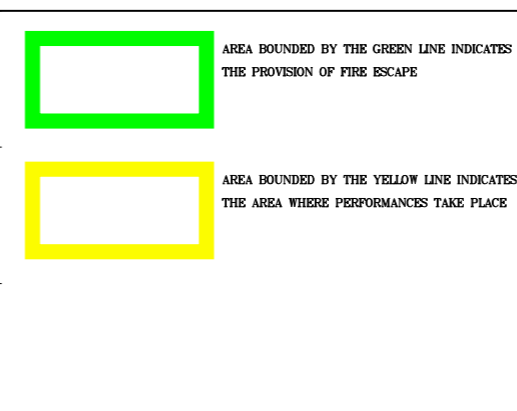 AREA BOUNDED BY THE GREEN LINE INDICATES
THE PROVISION OF FIRE ESCAPE
AREA BOUNDED BY THE YELLOW LINE INDICATES
THE AREA WHERE PERFORMANCES TAKE PLACE